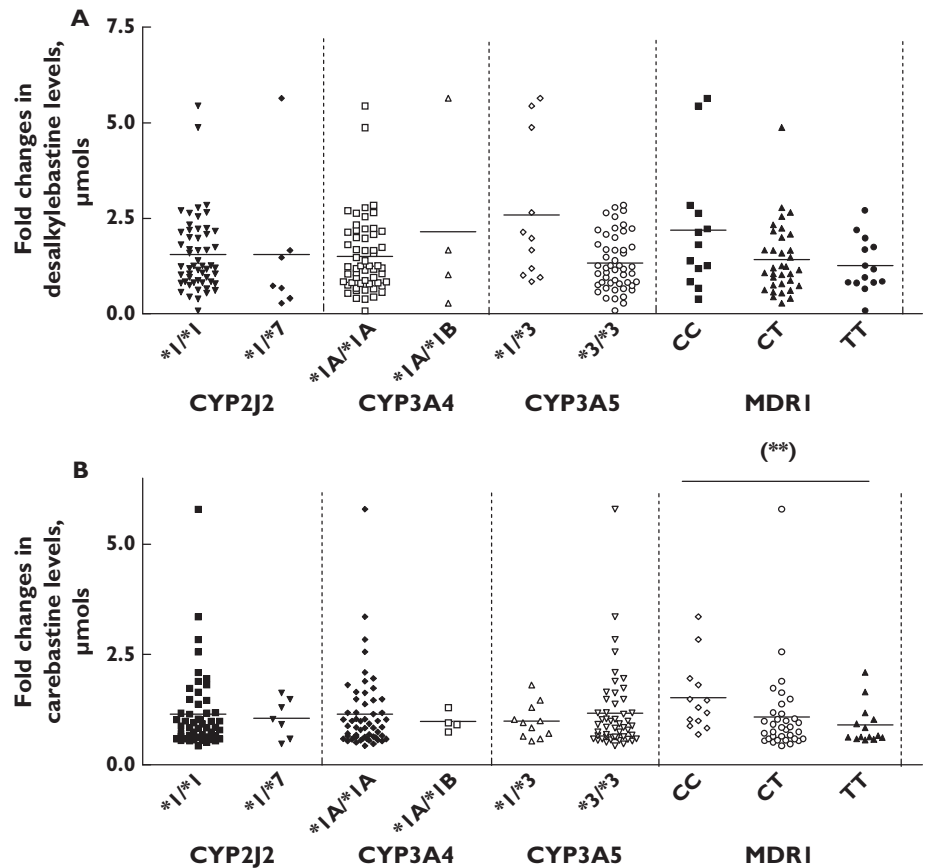 A
Fold changes in
desalkylebastine levels,
µmols
7.5
5.0
2.5
0.0
*1/*1
*1/*7
*1A/*1A
*1A/*1B
*1/*3
*3/*3
CC
CT
TT
CYP2J2
CYP3A4
CYP3A5
MDR1
B
(**)
Fold changes in
carebastine levels,
µmols
5.0
2.5
0.0
*1/*1
*1/*7
*1A/*1A
*1A/*1B
*1/*3
*3/*3
CC
CT
TT
CYP2J2
CYP3A4
CYP3A5
MDR1